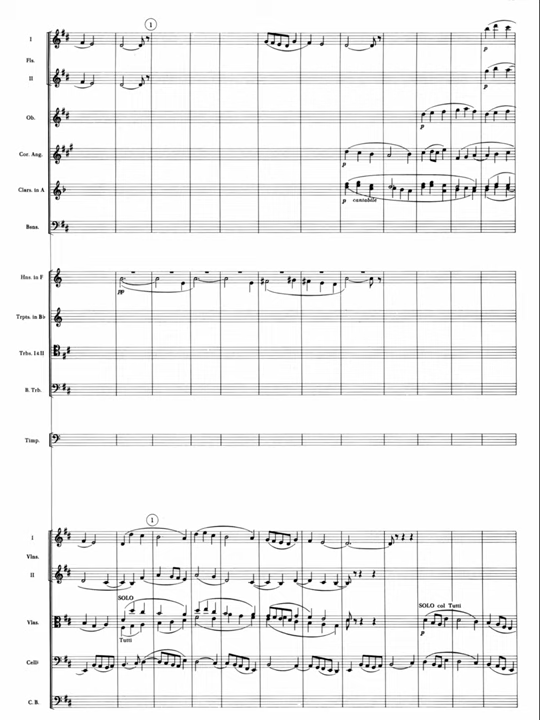 1
I
Fls.
II
p
p
Ob.
p
Cor. Ang.
p
Clars. in A
p cantabile
Bsns.
Hns. in F
pp
Trpts. in B♭
Trbs. I & II
B. Trb.
Timp.
1
I
Vlns.
II
SOLO
SOLO col Tutti
Vlas.
Tutti
p
Celli
C. B.